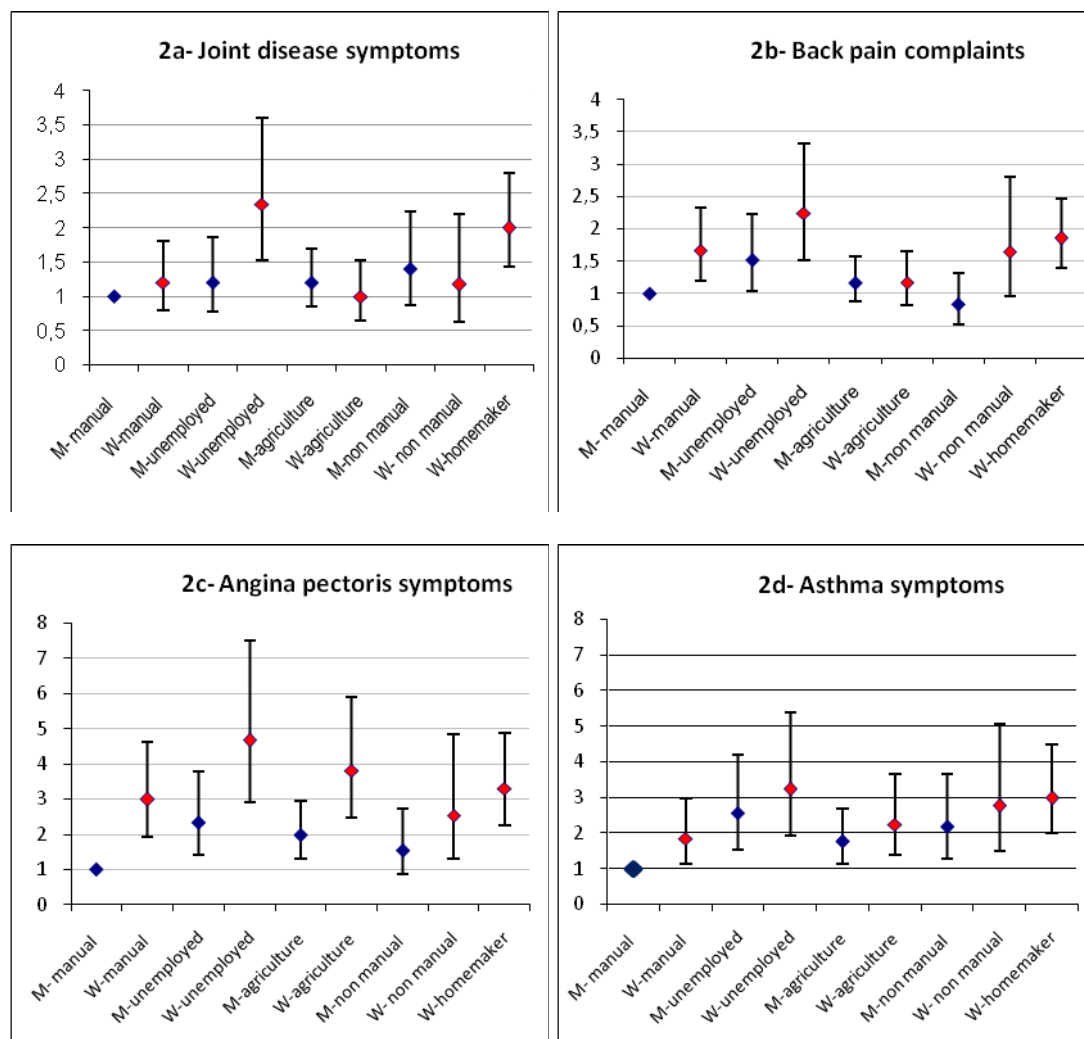 2a- Joint disease symptoms
4
3,5
3
2,5
2
1,5
1
0,5
0
M- manual
W-manual
M-unemployed
W-unemployed
M-agriculture
W-agriculture
M-non manual
W- non manual
W-homemaker
2b- Back pain complaints
4
3,5
3
2,5
2
1,5
1
0,5
0
M- manual
W-manual
M-unemployed
W-unemployed
M-agriculture
W-agriculture
M-non manual
W- non manual
W-homemaker
2c- Angina pectoris symptoms
8
7
6
5
4
3
2
1
0
M- manual
W-manual
M-unemployed
W-unemployed
M-agriculture
W-agriculture
M-non manual
W- non manual
W-homemaker
2d- Asthma symptoms
8
7
6
5
4
3
2
1
0
M- manual
W-manual
M-unemployed
W-unemployed
M-agriculture
W-agriculture
M-non manual
W- non manual
W-homemaker